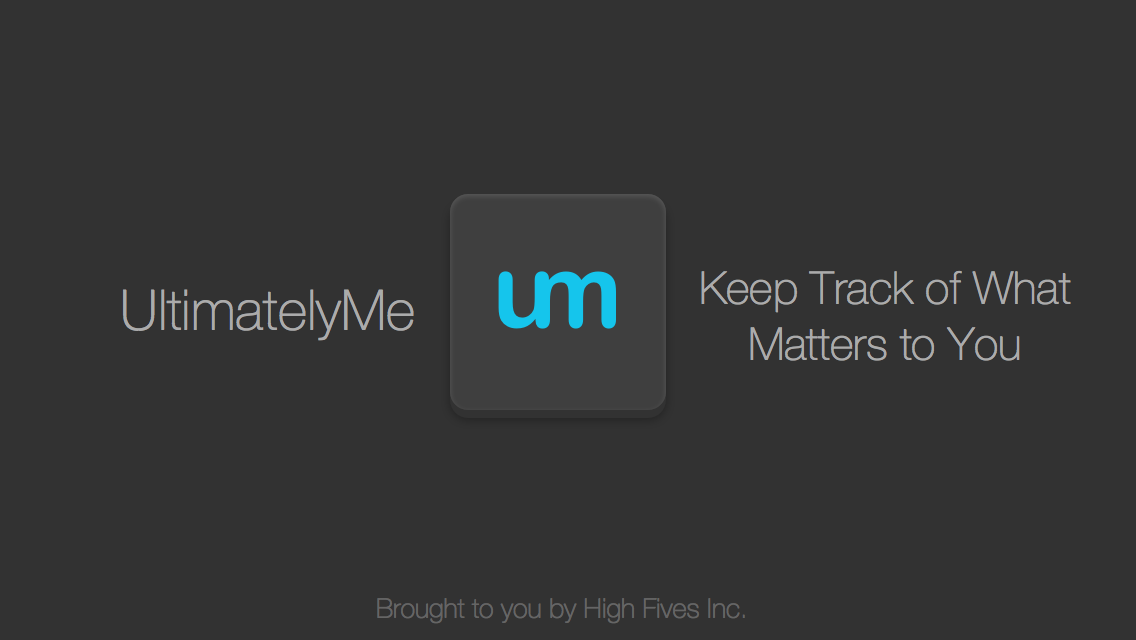 UltimatelyMe
um
Keep Track of What
Matters to You
Brought to you by High Fives Inc.